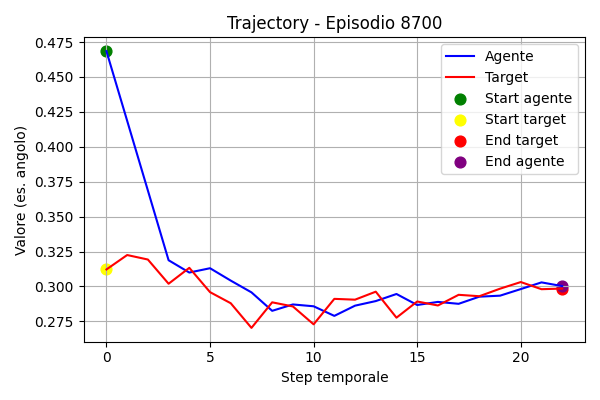 Trajectory - Episodio 8700
Valore (es. angolo)
0.475
0.450
0.425
0.400
0.375
0.350
0.325
0.300
0.275
Agente
Target
Start agente
Start target
End target
End agente
0
5
10
15
20
Step temporale